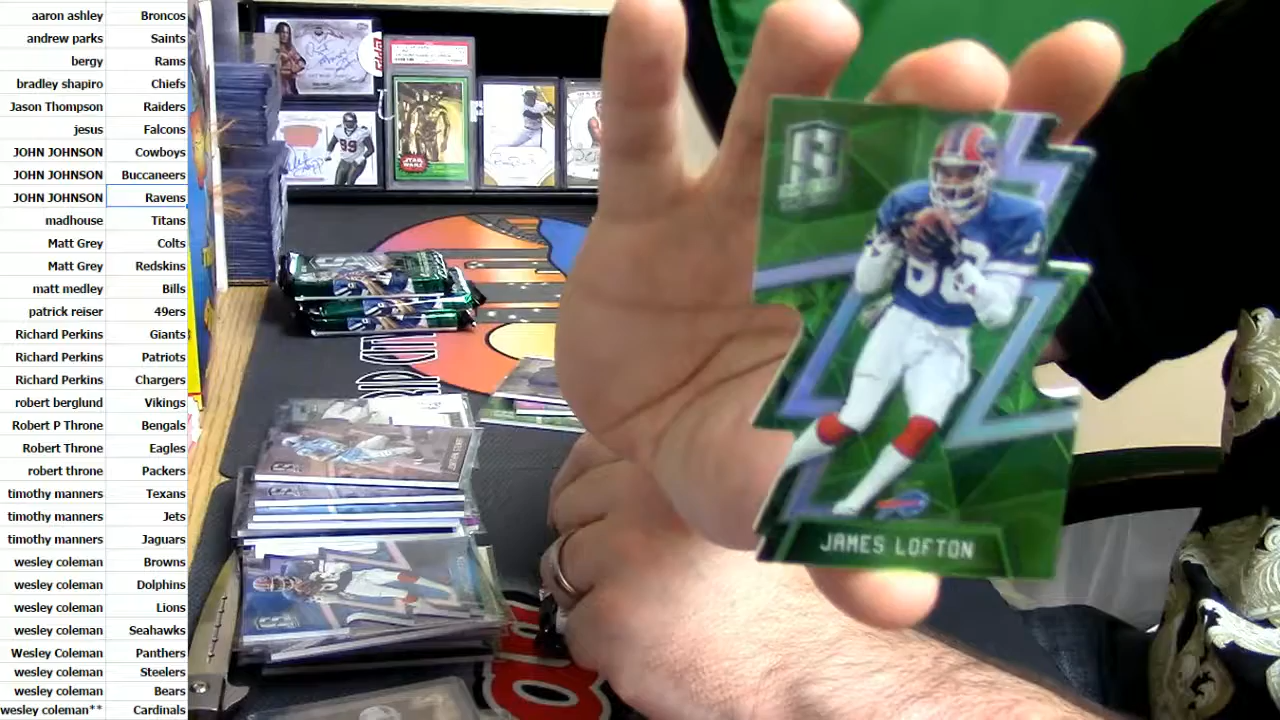 aaron ashley Broncos
andrew parks Saints
bergy Rams
bradley shapiro Chiefs
Jason Thompson Raiders
jesus Falcons
JOHN JOHNSON Cowboys
JOHN JOHNSON Buccaneers
JOHN JOHNSON Ravens
madhouse Titans
Matt Grey Colts
Matt Grey Redskins
matt medley Bills
patrick reiser 49ers
Richard Perkins Giants
Richard Perkins Patriots
Richard Perkins Chargers
robert berglund Vikings
Robert P Throne Bengals
Robert Throne Eagles
robert throne Packers
timothy manners Texans
timothy manners Jets
timothy manners Jaguars
wesley coleman Browns
wesley coleman Dolphins
wesley coleman Lions
wesley coleman Seahawks
Wesley Coleman Panthers
wesley coleman Steelers
wesley coleman Bears
wesley coleman** Cardinals
STAR
WARS
99
JAMES LOFTON